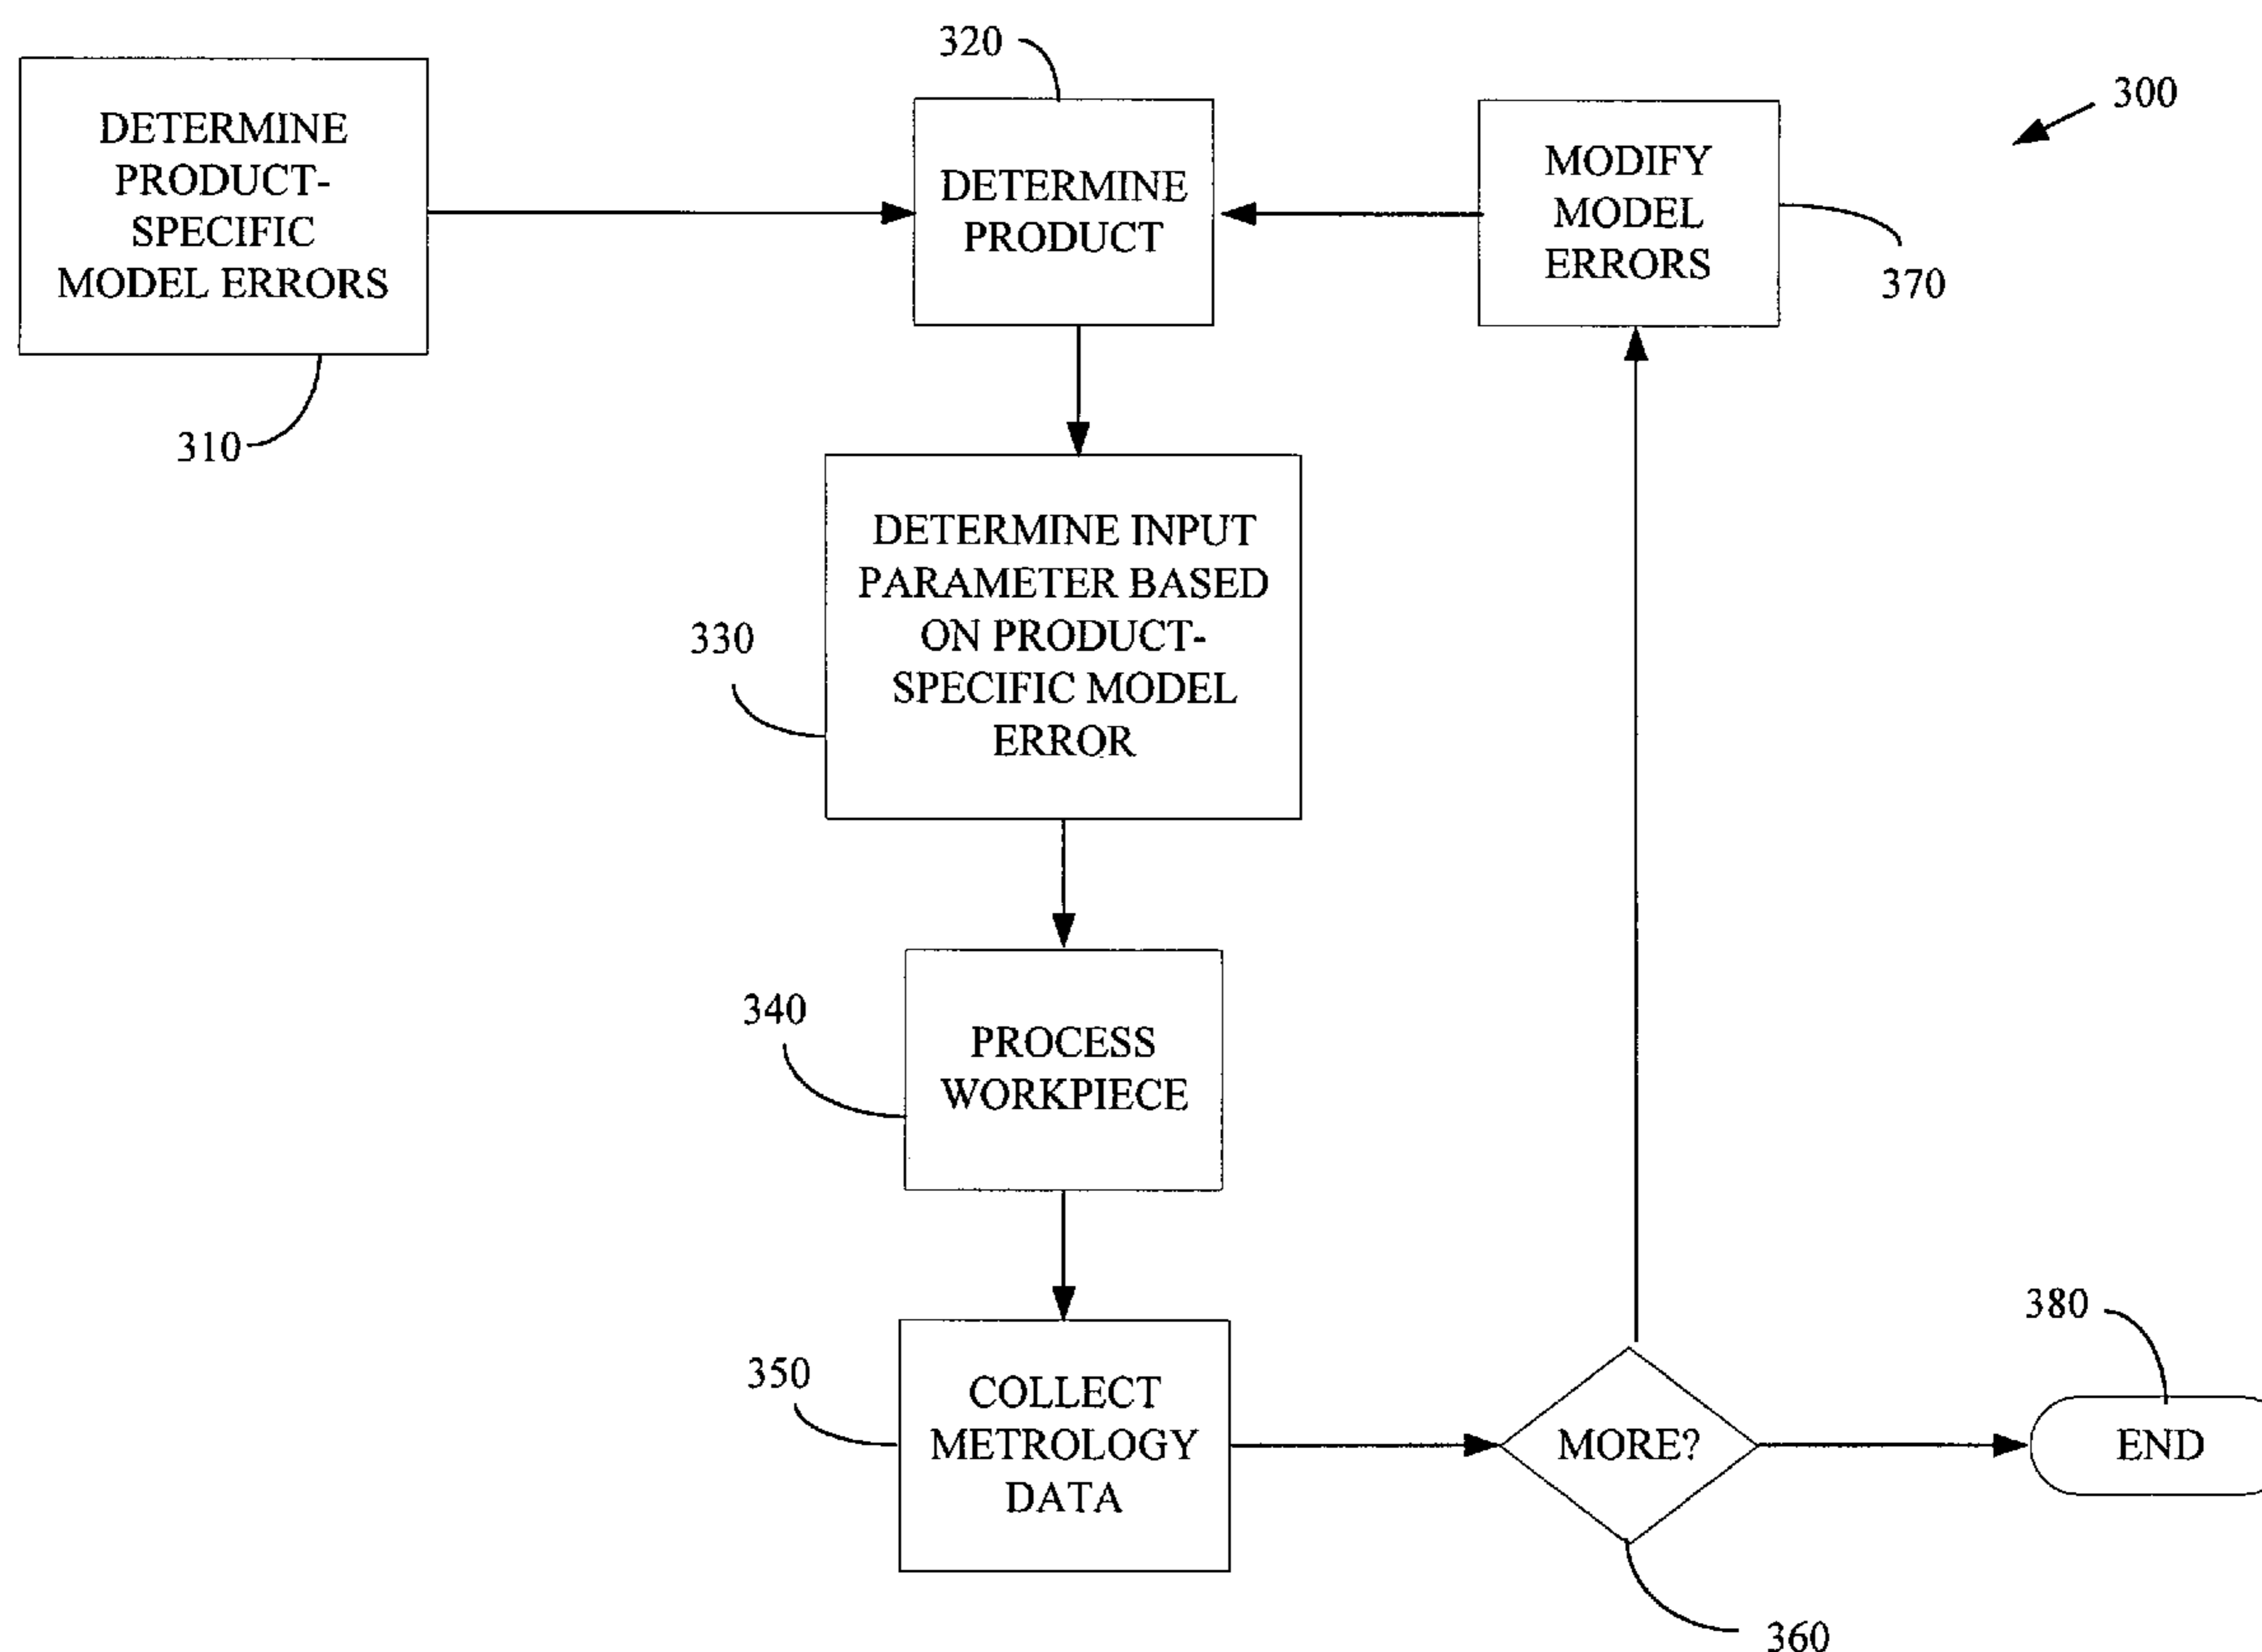 320
300
DETERMINE
PRODUCT-
SPECIFIC
MODEL ERRORS
310
DETERMINE
PRODUCT
MODIFY
MODEL
ERRORS
370
DETERMINE INPUT
PARAMETER BASED
ON PRODUCT-
SPECIFIC MODEL
ERROR
330
340
PROCESS
WORKPIECE
350
COLLECT
METROLOGY
DATA
MORE?
360
380
END